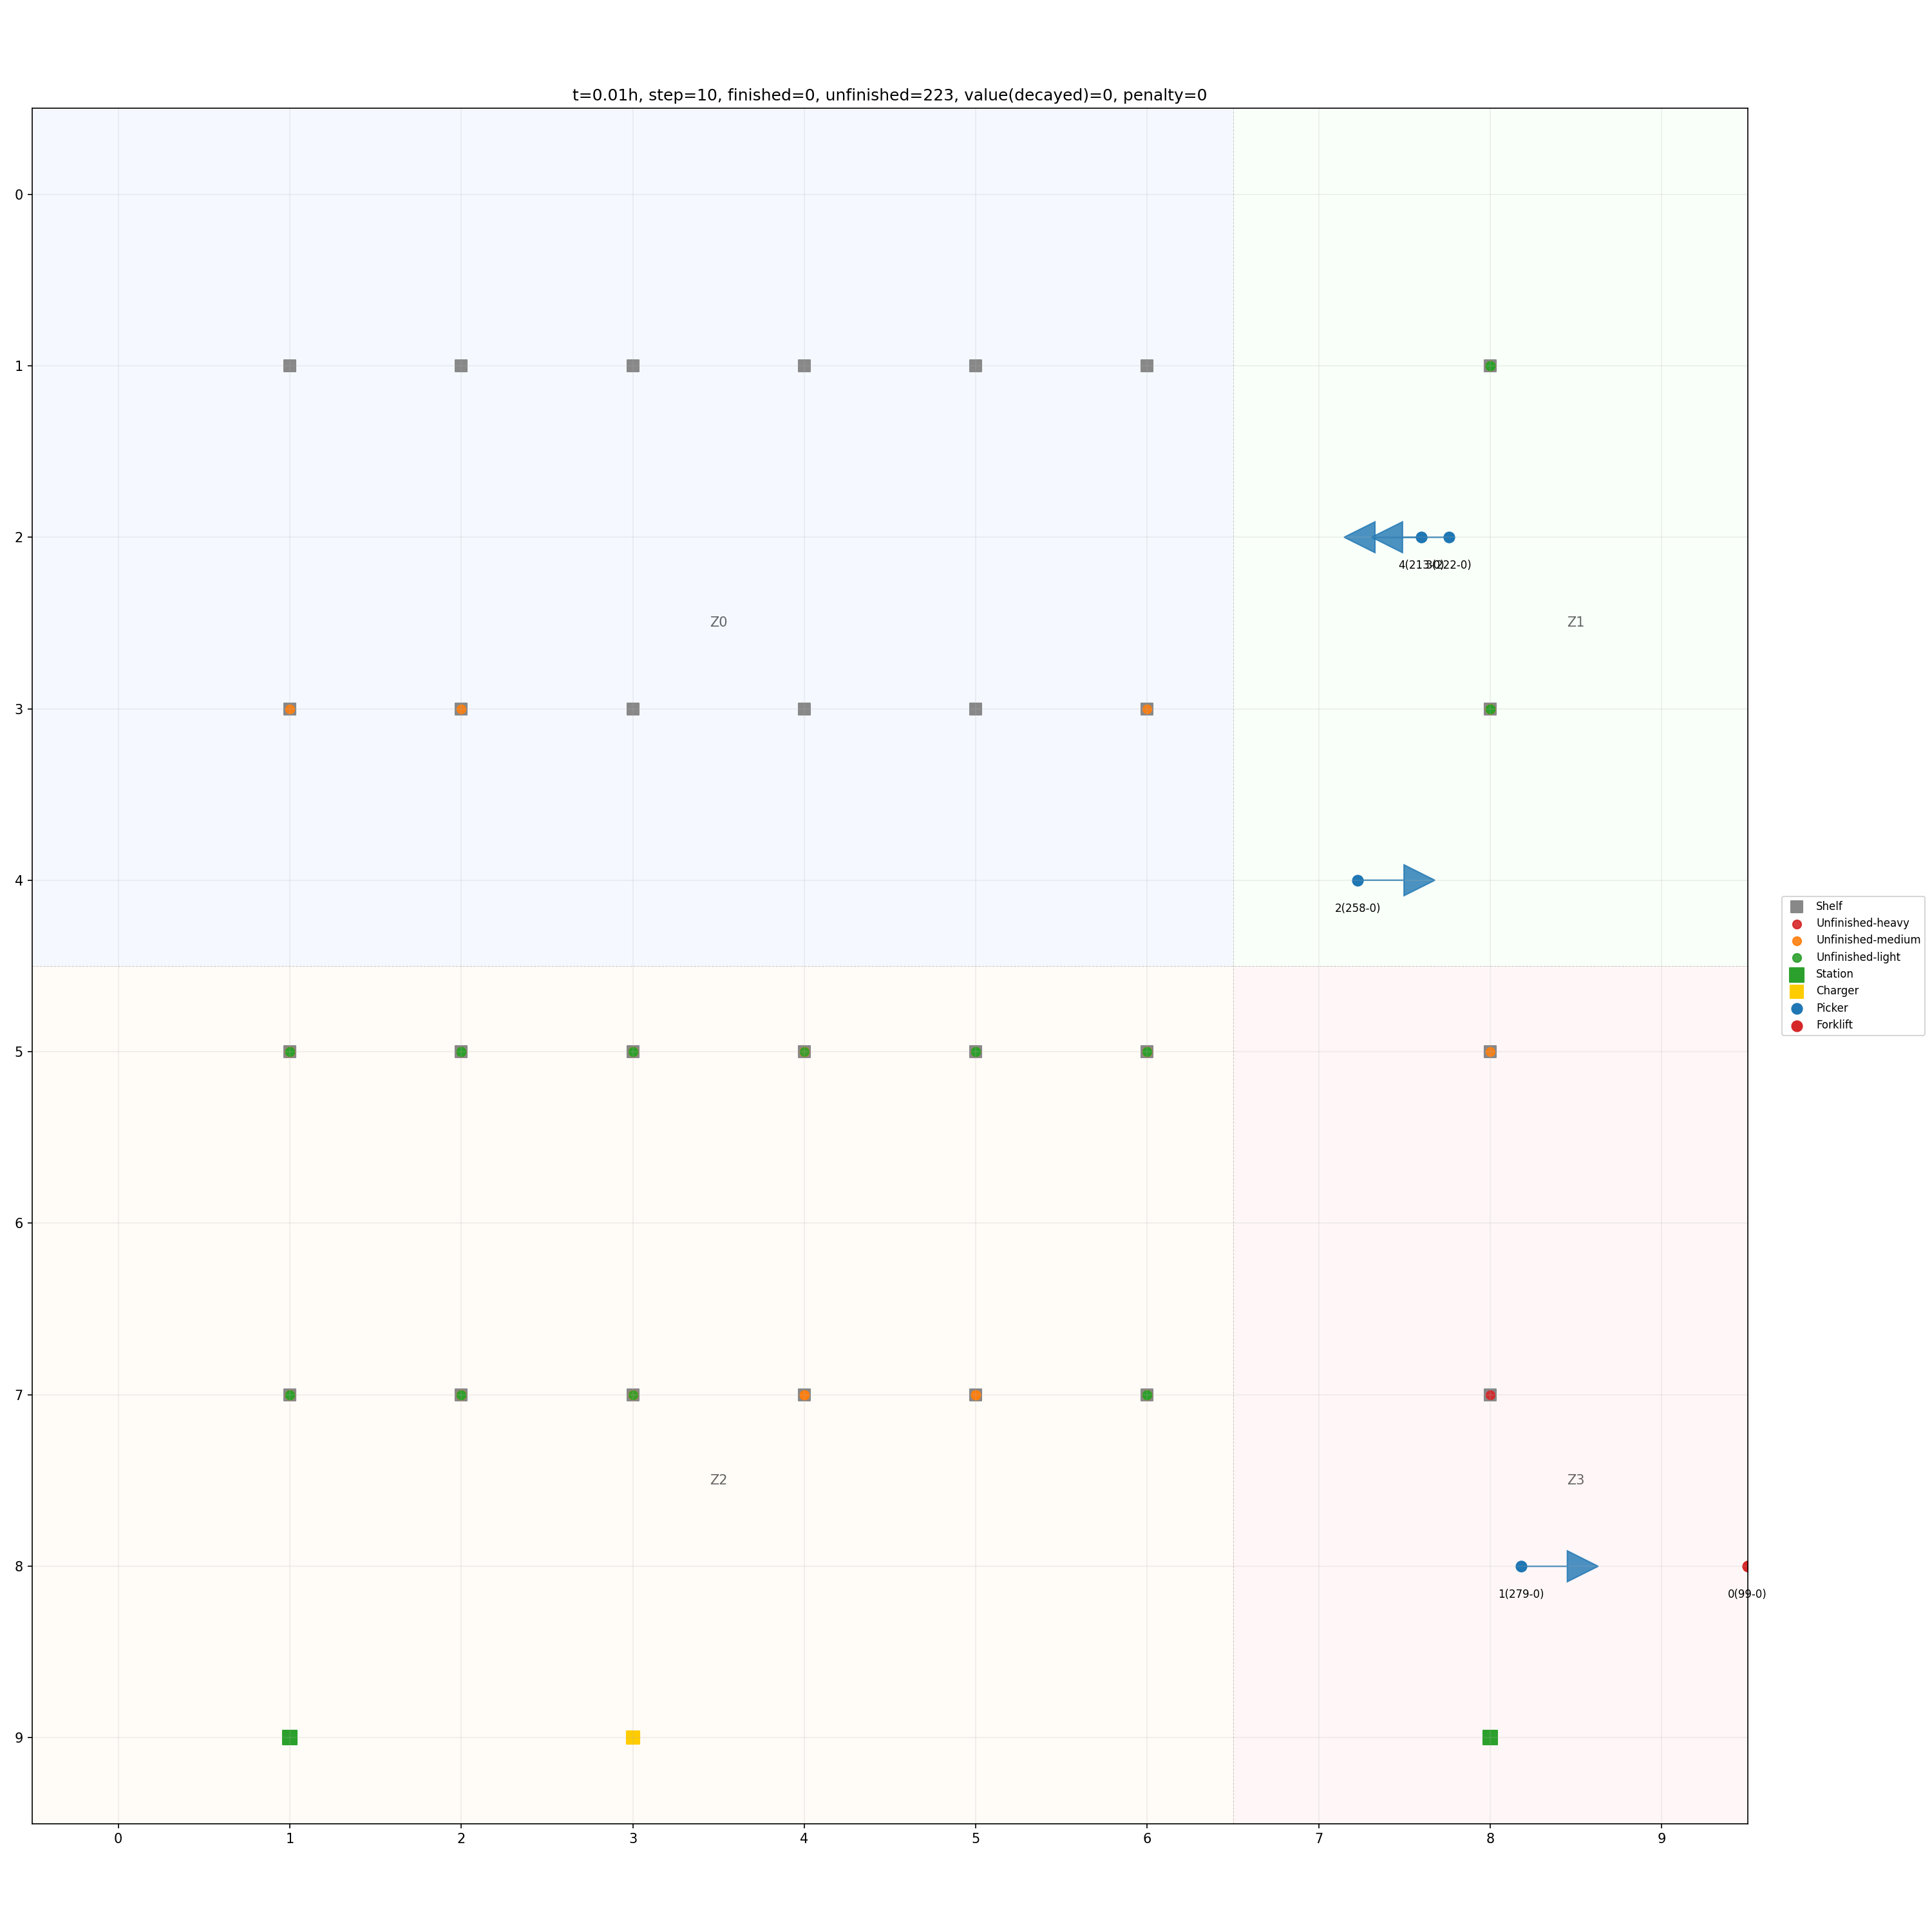 t=0.01h, step=10, finished=0, unfinished=223, value(decayed)=0, penalty=0
0
1
2
3
4
5
6
7
8
9
Z0
Z1
Z2
Z3
2(258-0)
1(279-0)
0(99-0)
0 1 2 3 4 5 6 7 8 9
Shelf
Unfinished-heavy
Unfinished-medium
Unfinished-light
Station
Charger
Picker
Forklift